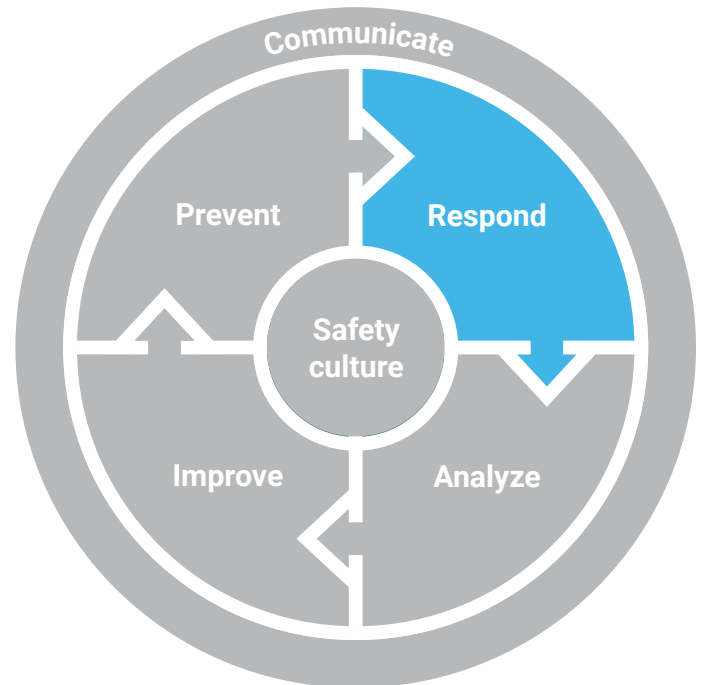 Communicate
Prevent
Respond
Safety
culture
Improve
Analyze